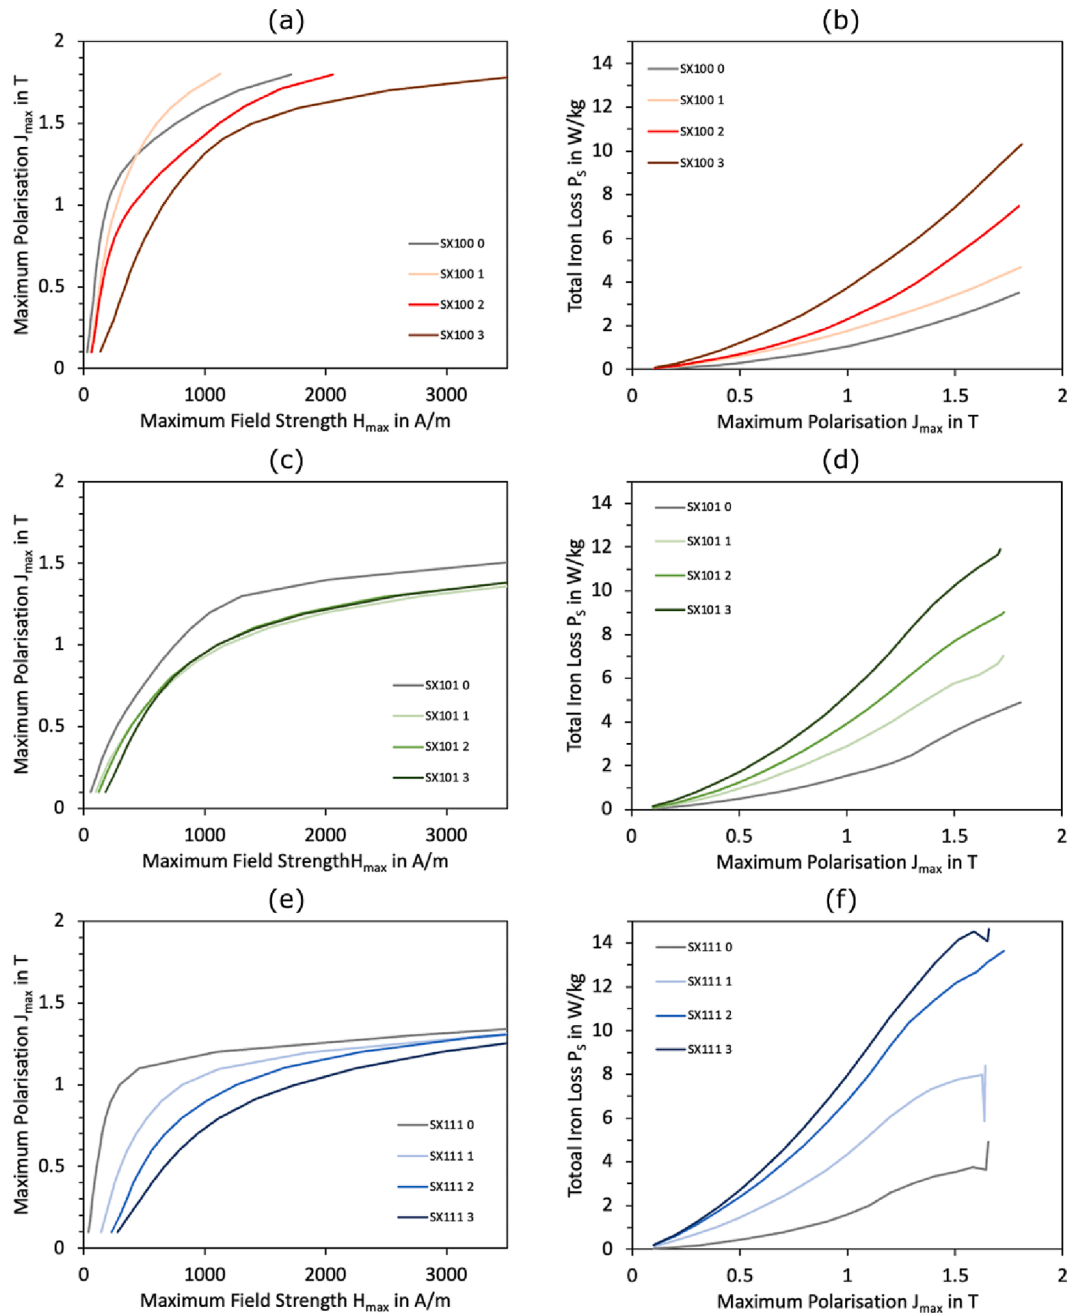 (a)
2
1.5
1
0.5
0
0
1000
2000
3000
Maximum Polarisation Jmax in T
Maximum Field Strength Hmax in A/m
SX100 0
SX100 1
SX100 2
SX100 3
(b)
14
12
10
8
6
4
2
0
0
0.5
1
1.5
2
Total Iron Loss PS in W/kg
Maximum Polarisation Jmax in T
SX100 0
SX100 1
SX100 2
SX100 3
(c)
2
1.5
1
0.5
0
0
1000
2000
3000
Maximum Polarisation Jmax in T
Maximum Field StrengthHmax in A/m
SX101 0
SX101 1
SX101 2
SX101 3
(d)
14
12
10
8
6
4
2
0
0
0.5
1
1.5
2
Total Iron Loss PS in W/kg
Maximum Polarisation Jmax in T
SX101 0
SX101 1
SX101 2
SX101 3
(e)
2
1.5
1
0.5
0
0
1000
2000
3000
Maximum Polarisation Jmax in T
Maximum Field Strength Hmax in A/m
SX111 0
SX111 1
SX111 2
SX111 3
(f)
14
12
10
8
6
4
2
0
0
0.5
1
1.5
2
Totoal Iron Loss PS in W/kg
Maximum Polarisation Jmax in T
SX111 0
SX111 1
SX111 2
SX111 3